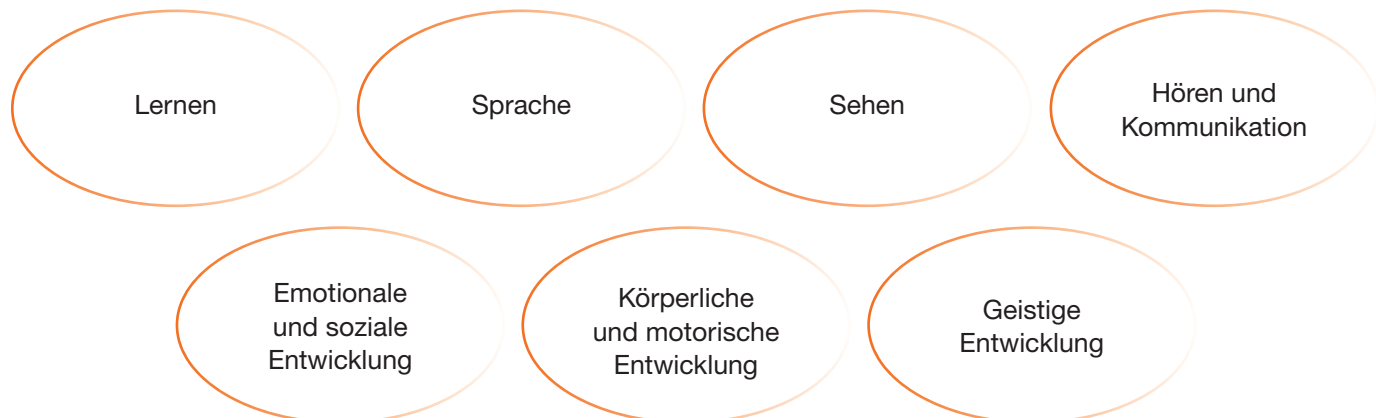 Lernen
Sprache
Sehen
Hören und
Kommunikation
Emotionale
und soziale
Entwicklung
Körperliche
und motorische
Entwicklung
Geistige
Entwicklung